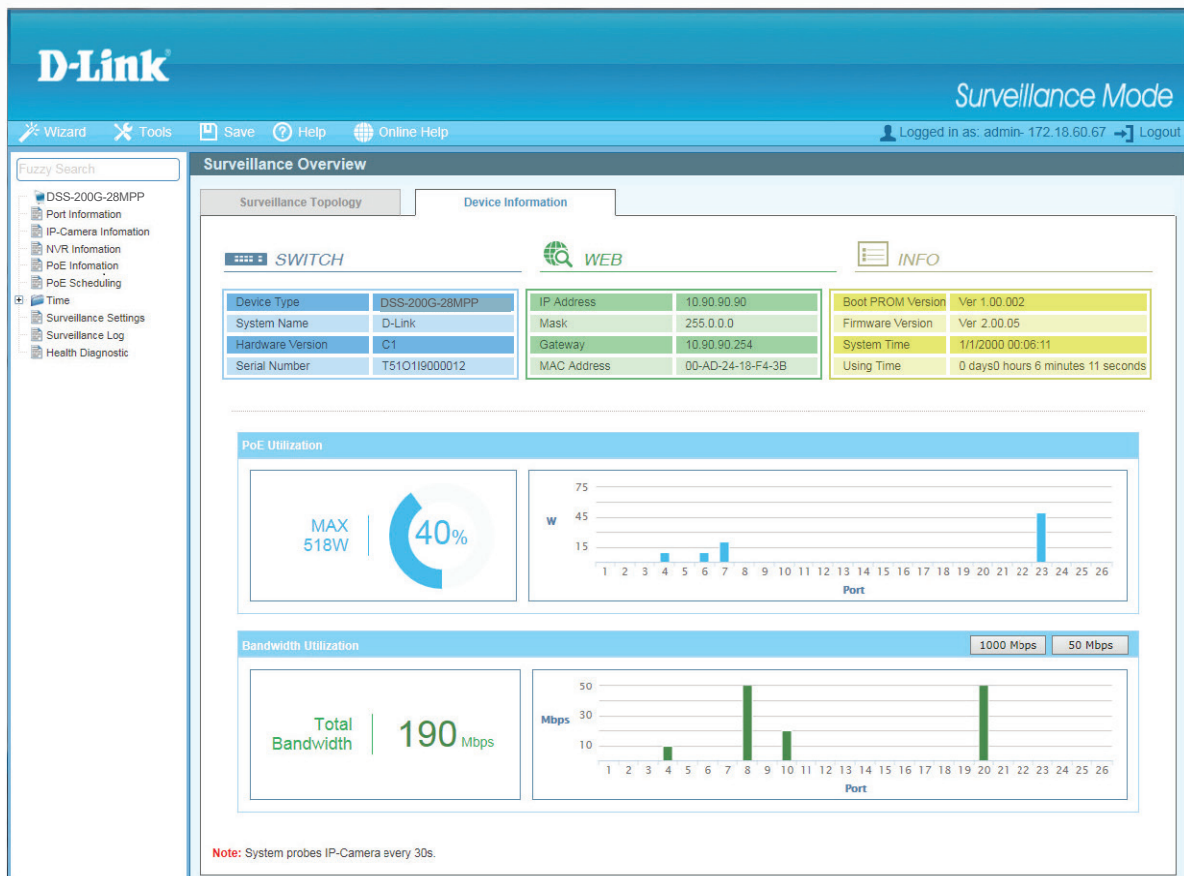 D-Link
Surveillance Mode
Wizard Tools Save Help Online Help Logged in as: admin- 172.18.60.67 Logout
Fuzzy Search
DSS-200G-28MPP
Port Information
IP-Camera Infomation
NVR Infomation
PoE Infomation
PoE Scheduling
Time
Surveillance Settings
Surveillance Log
Health Diagnostic
Surveillance Overview
Surveillance Topology Device Information
SWITCH
Device Type DSS-200G-28MPP
System Name D-Link
Hardware Version C1
Serial Number T51O1I9000012
WEB
IP Address 10.90.90.90
Mask 255.0.0.0
Gateway 10.90.90.254
MAC Address 00-AD-24-18-F4-3B
INFO
Boot PROM Version Ver 1.00.002
Firmware Version Ver 2.00.05
System Time 1/1/2000 00:06:11
Using Time 0 days0 hours 6 minutes 11 seconds
PoE Utilization
MAX
518W
40%
75
W 45
15
1 2 3 4 5 6 7 8 9 10 11 12 13 14 15 16 17 18 19 20 21 22 23 24 25 26
Port
Bandwidth Utilization 1000 Mbps 50 Mbps
Total
Bandwidth
190 Mbps
50
Mbps 30
10
1 2 3 4 5 6 7 8 9 10 11 12 13 14 15 16 17 18 19 20 21 22 23 24 25 26
Port
Note: System probes IP-Camera every 30s.